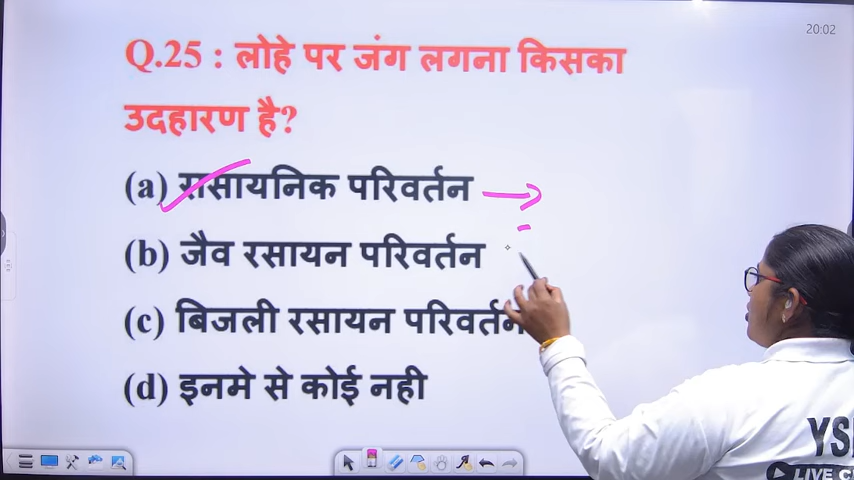 20:02
Q.25 : लोहे पर जंग लगना किसका
उदहारण है?
(a) रासायनिक परिवर्तन
(b) जैव रसायन परिवर्तन
(c) बिजली रसायन परिवर्तन
(d) इनमे से कोई नही
LIVE